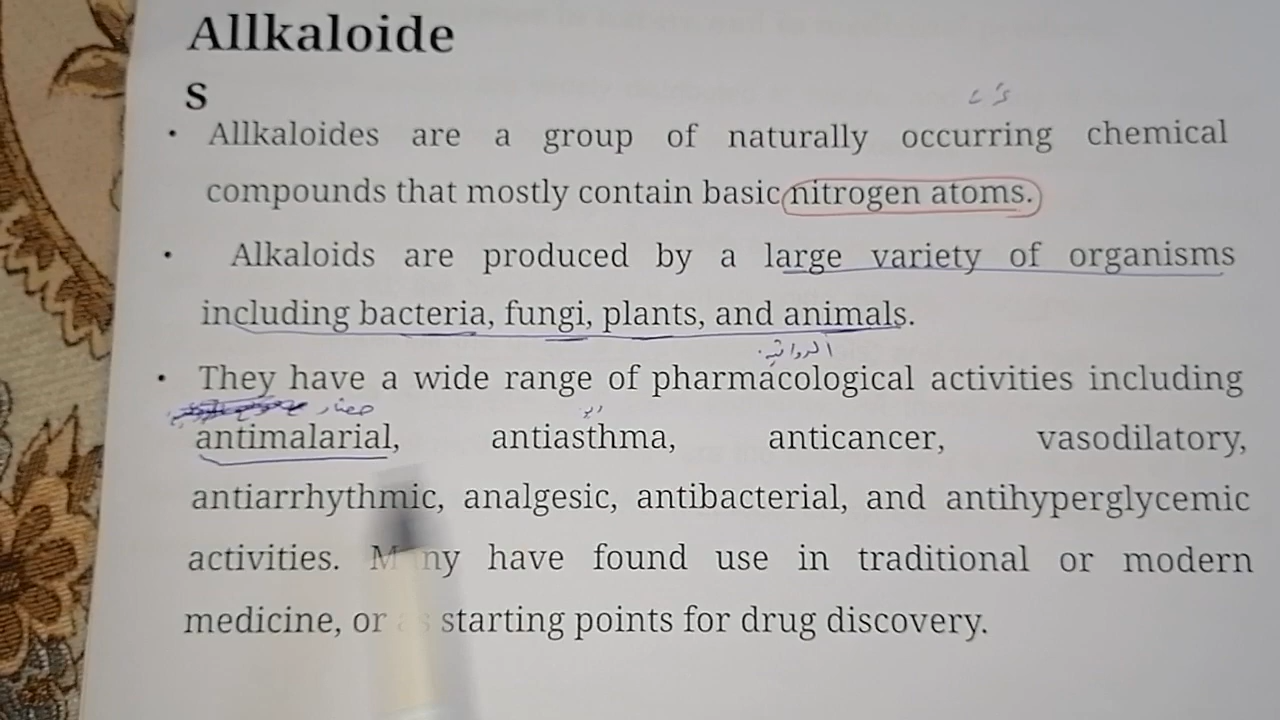 Allkaloide
s
• Allkaloides are a group of naturally occurring chemical
compounds that mostly contain basic nitrogen atoms.
• Alkaloids are produced by a large variety of organisms
including bacteria, fungi, plants, and animals.
• They have a wide range of pharmacological activities including
antimalarial, antiasthma, anticancer, vasodilatory,
antiarrhythmic, analgesic, antibacterial, and antihyperglycemic
activities. Many have found use in traditional or modern
medicine, or as starting points for drug discovery.